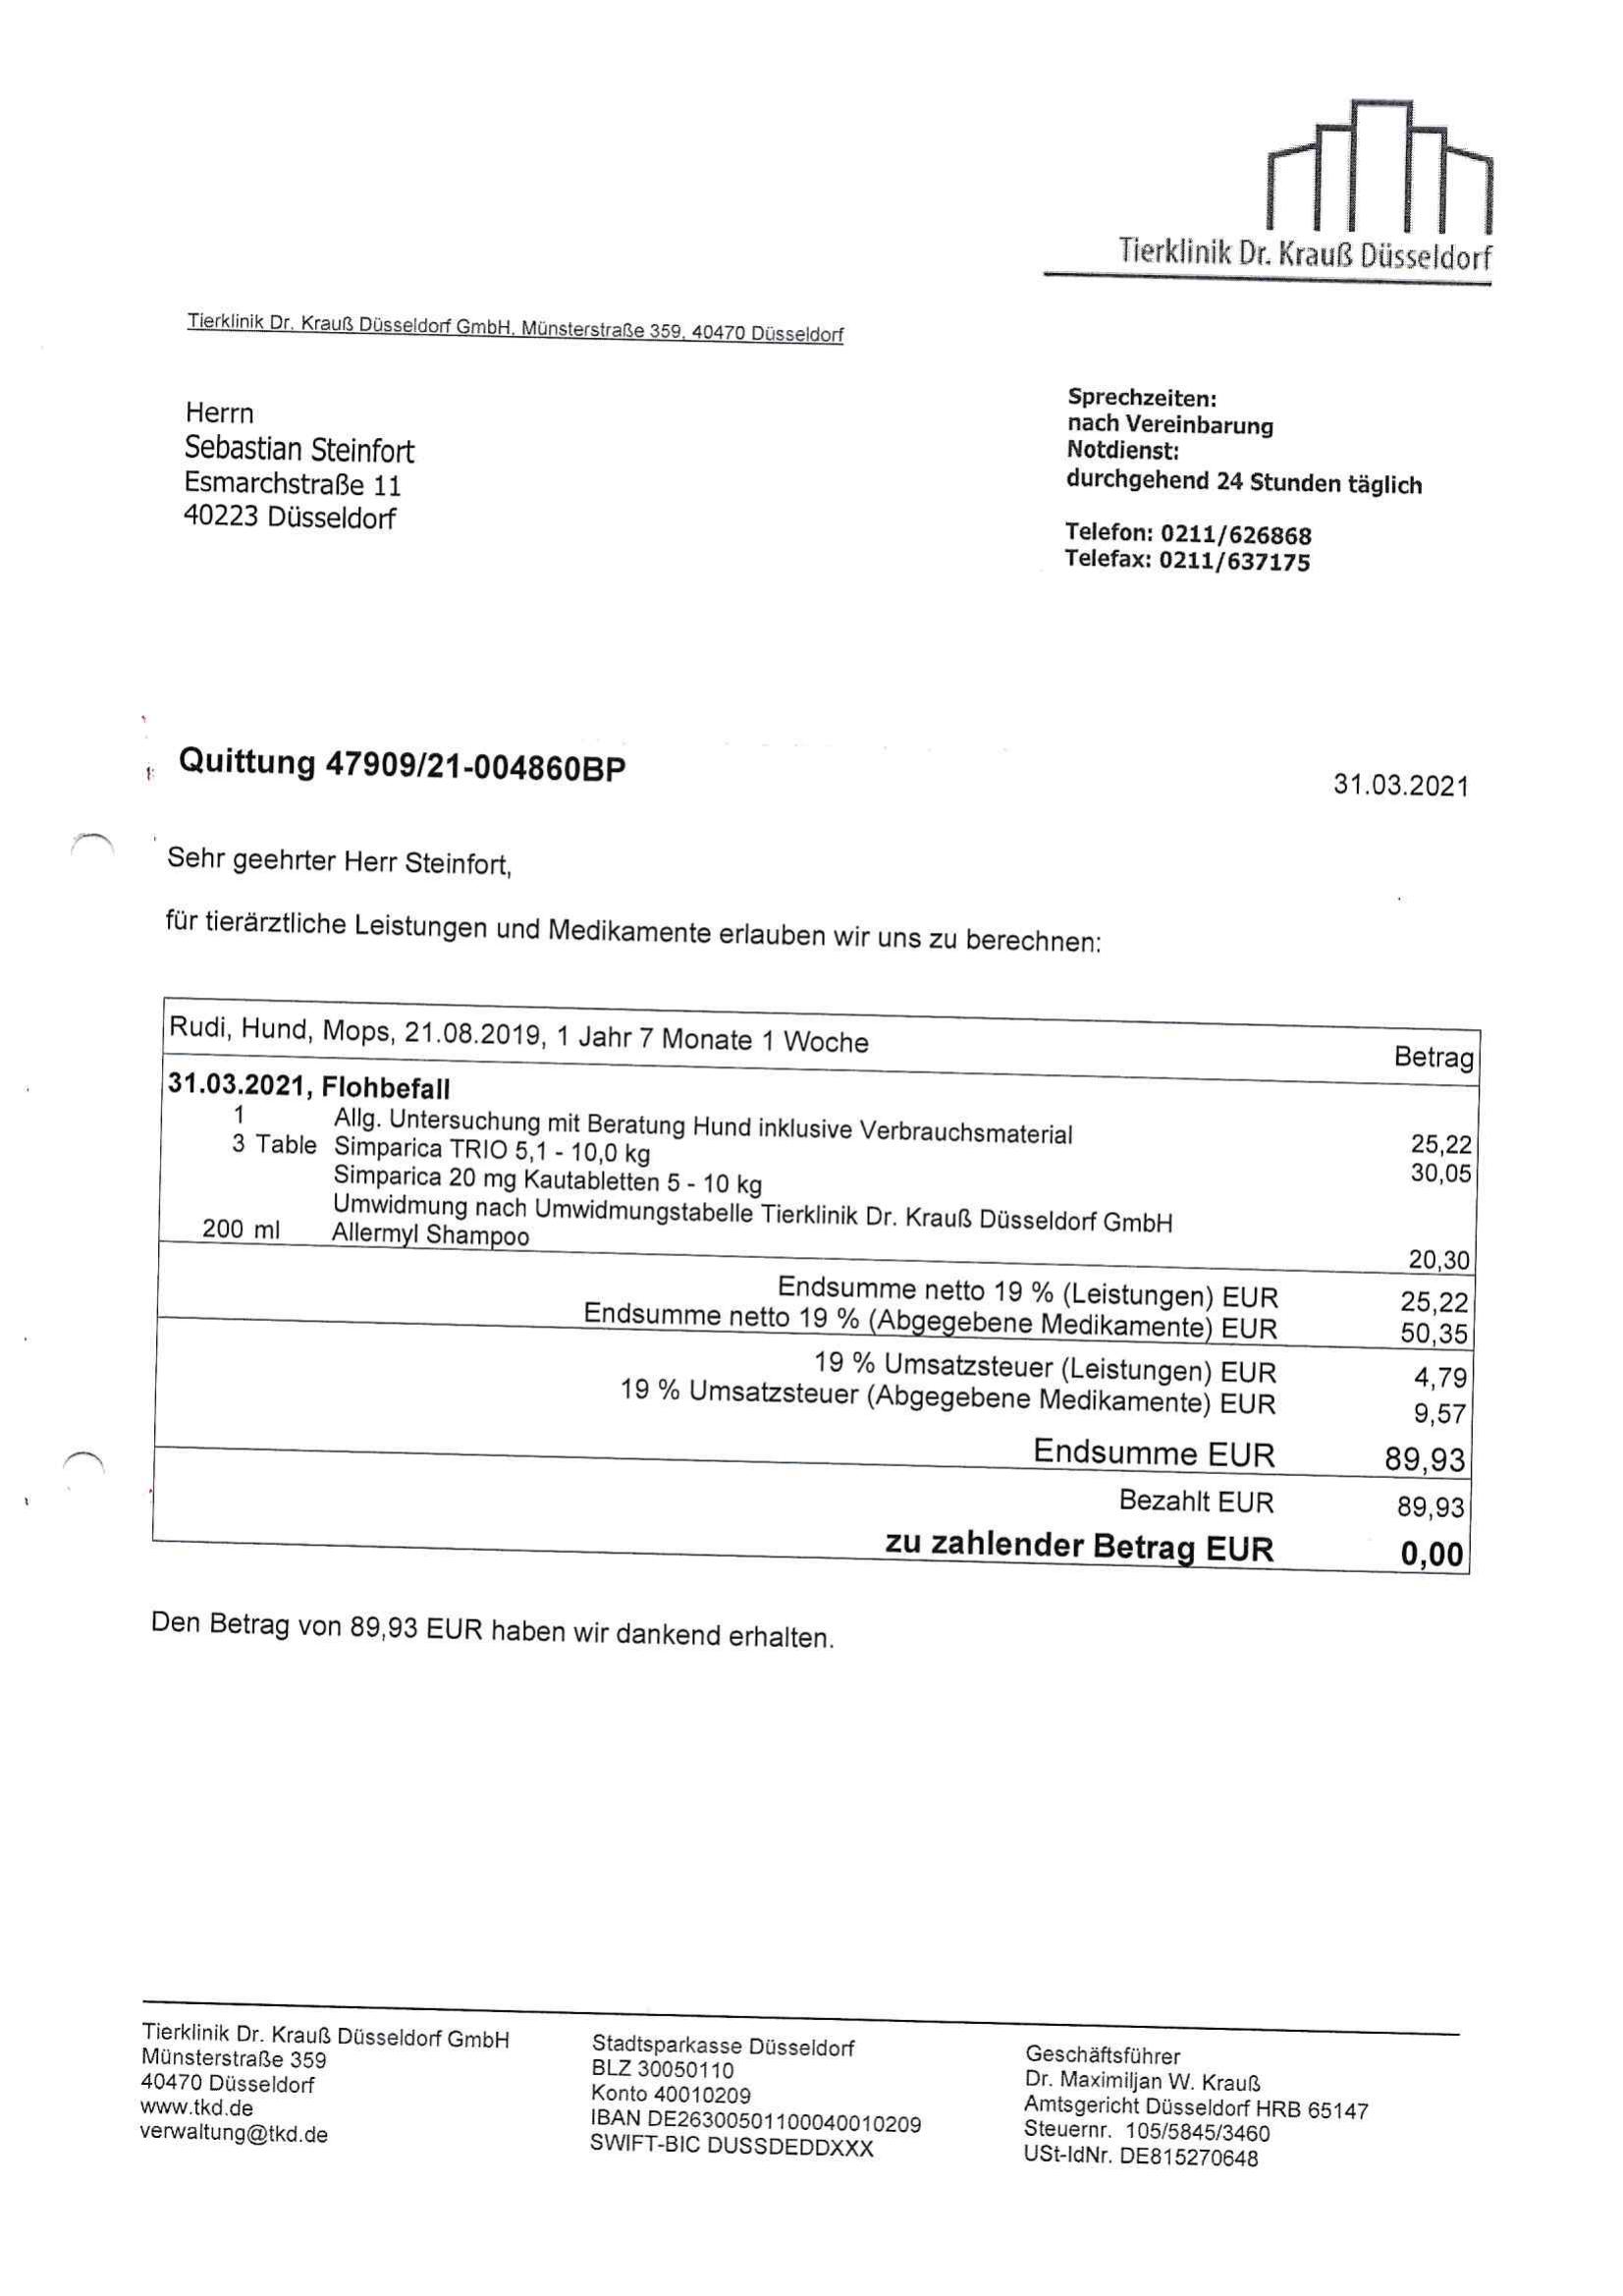 Tierklinik Dr. Krauß Düsseldorf
Tierklinik Dr. Krauß Düsseldorf GmbH, Münsterstraße 359, 40470 Düsseldorf
Herrn
Sebastian Steinfort
Esmarchstraße 11
40223 Düsseldorf
Sprechzeiten:
nach Vereinbarung
Notdienst:
durchgehend 24 Stunden täglich
Telefon: 0211/626868
Telefax: 0211/637175
Quittung 47909/21-004860BP
31.03.2021
Sehr geehrter Herr Steinfort,
für tierärztliche Leistungen und Medikamente erlauben wir uns zu berechnen:
Rudi, Hund, Mops, 21.08.2019, 1 Jahr 7 Monate 1 Woche Betrag
31.03.2021, Flohbefall
1 Allg. Untersuchung mit Beratung Hund inklusive Verbrauchsmaterial 25,22
3 Table Simparica TRIO 5,1 - 10,0 kg 30,05
Simparica 20 mg Kautabletten 5 - 10 kg
Umwidmung nach Umwidmungstabelle Tierklinik Dr. Krauß Düsseldorf GmbH
200 ml Allermyl Shampoo 20,30
Endsumme netto 19 % (Leistungen) EUR 25,22
Endsumme netto 19 % (Abgegebene Medikamente) EUR 50,35
19 % Umsatzsteuer (Leistungen) EUR 4,79
19 % Umsatzsteuer (Abgegebene Medikamente) EUR 9,57
Endsumme EUR 89,93
Bezahlt EUR 89,93
zu zahlender Betrag EUR 0,00
Den Betrag von 89,93 EUR haben wir dankend erhalten.
Tierklinik Dr. Krauß Düsseldorf GmbH
Münsterstraße 359
40470 Düsseldorf
www.tkd.de
verwaltung@tkd.de
Stadtsparkasse Düsseldorf
BLZ 30050110
Konto 40010209
IBAN DE26300501100040010209
SWIFT-BIC DUSSDEDDXXX
Geschäftsführer
Dr. Maximiljan W. Krauß
Amtsgericht Düsseldorf HRB 65147
Steuernr. 105/5845/3460
USt-IdNr. DE815270648